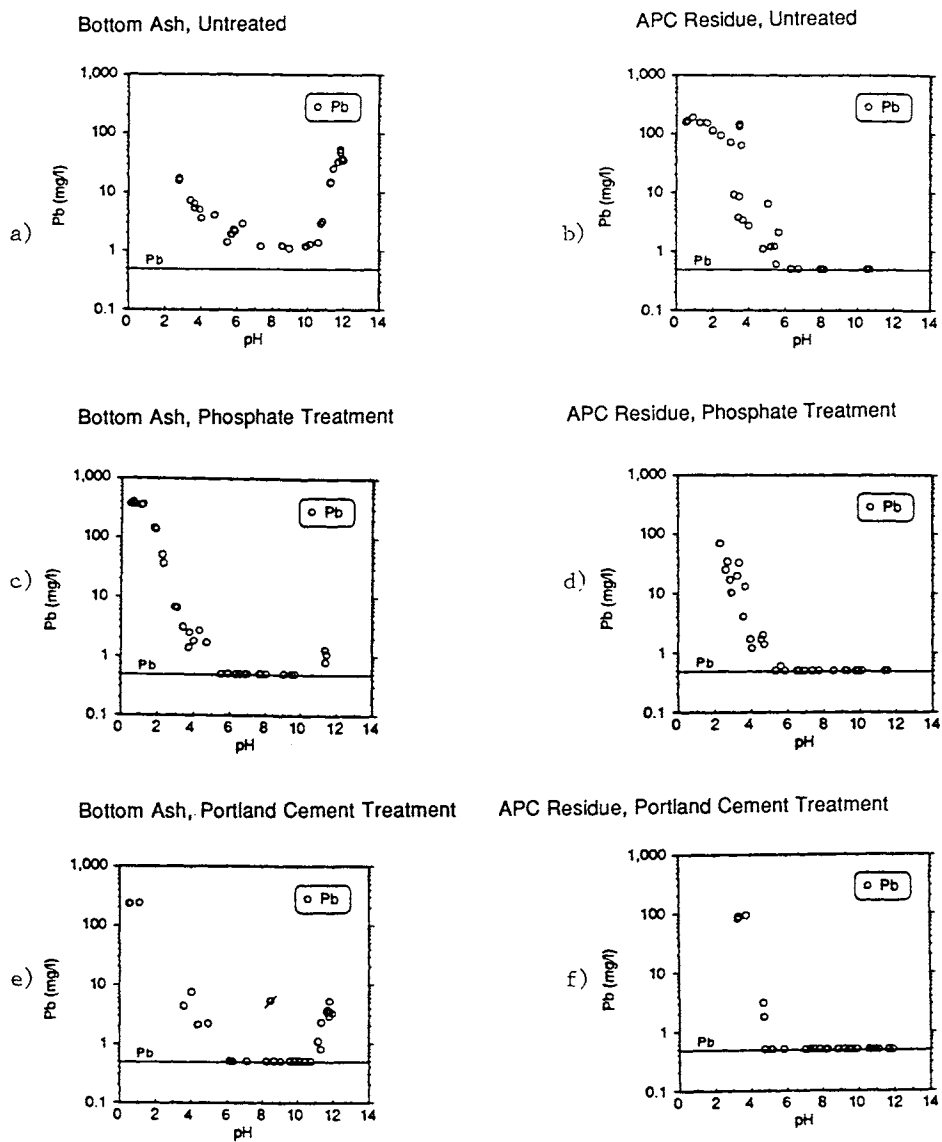 Bottom Ash, Untreated
APC Residue, Untreated
a)
Pb (mg/l)
1,000
100
10
1
0.1
Pb
Pb
0 2 4 6 8 10 12 14
pH
b)
Pb (mg/l)
1,000
100
10
1
0.1
Pb
Pb
0 2 4 6 8 10 12 14
pH
Bottom Ash, Phosphate Treatment
APC Residue, Phosphate Treatment
c)
Pb (mg/l)
1,000
100
10
1
0.1
Pb
Pb
0 2 4 6 8 10 12 14
pH
d)
Pb (mg/l)
1,000
100
10
1
0.1
Pb
Pb
0 2 4 6 8 10 12 14
pH
Bottom Ash, Portland Cement Treatment
APC Residue, Portland Cement Treatment
e)
Pb (mg/l)
1,000
100
10
1
0.1
Pb
Pb
0 2 4 6 8 10 12 14
pH
f)
Pb (mg/l)
1,000
100
10
1
0.1
Pb
Pb
0 2 4 6 8 10 12 14
pH